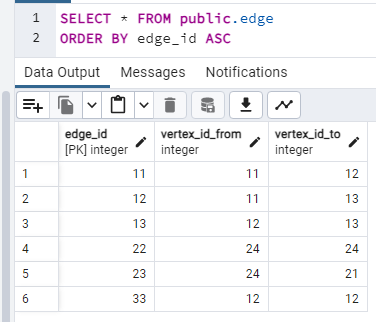 1 SELECT * FROM public.edge
2 ORDER BY edge_id ASC
Data Output Messages Notifications
edge_id vertex_id_from vertex_id_to
[PK] integer integer integer
1 11 11 12
2 12 11 13
3 13 12 13
4 22 24 24
5 23 24 21
6 33 12 12